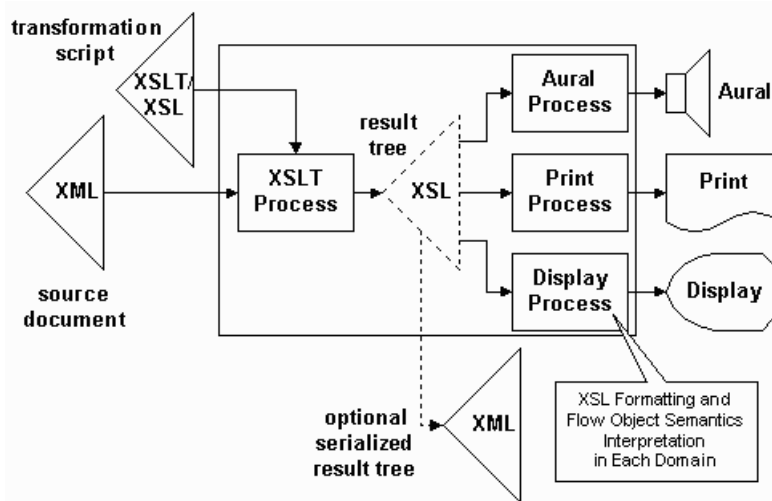 transformation
script
XSLT/
XSL
XML
source
document
XSLT
Process
result
tree
XSL
Aural
Process
Aural
Print
Process
Print
Display
Process
Display
optional
serialized
result tree
XML
XSL Formatting and
Flow Object Semantics
Interpretation
in Each Domain